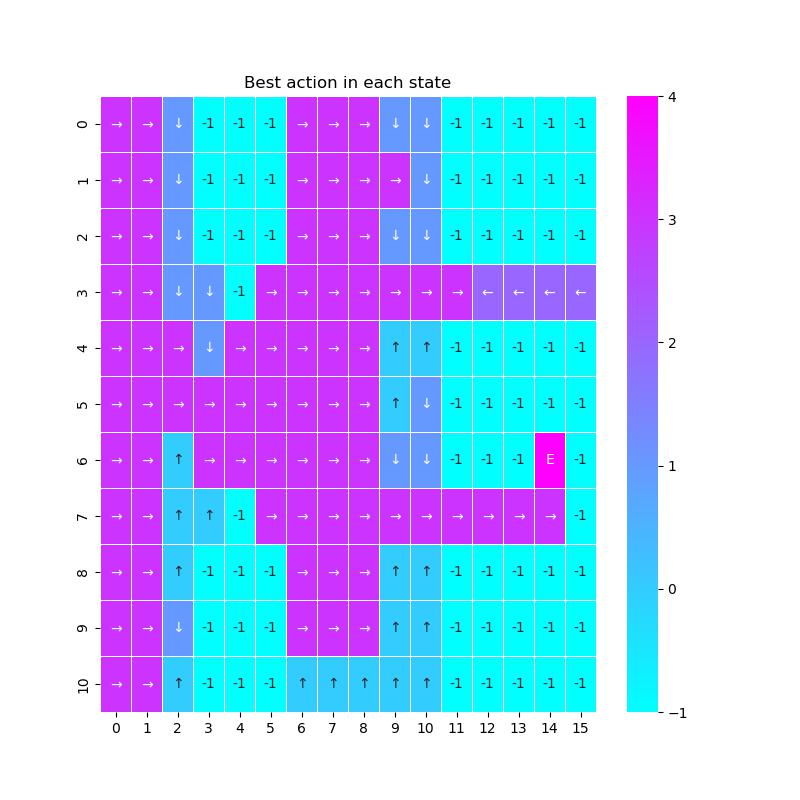 Best action in each state
0 → → ↓ -1 -1 -1 → → → ↓ ↓ -1 -1 -1 -1 -1
1 → → ↓ -1 -1 -1 → → → → ↓ -1 -1 -1 -1 -1
2 → → ↓ -1 -1 -1 → → → ↓ ↓ -1 -1 -1 -1 -1
3 → → ↓ ↓ -1 → → → → → → → ← ← ← ←
4 → → → ↓ → → → → → ↑ ↑ -1 -1 -1 -1 -1
5 → → → → → → → → → ↑ ↓ -1 -1 -1 -1 -1
6 → → ↑ → → → → → → ↓ ↓ -1 -1 -1 E -1
7 → → ↑ ↑ -1 → → → → → → → → → → -1
8 → → ↑ -1 -1 -1 → → → ↑ ↑ -1 -1 -1 -1 -1
9 → → ↓ -1 -1 -1 → → → ↑ ↑ -1 -1 -1 -1 -1
10 → → ↑ -1 -1 -1 ↑ ↑ ↑ ↑ ↑ -1 -1 -1 -1 -1
0 1 2 3 4 5 6 7 8 9 10 11 12 13 14 15
4
3
2
1
0
−1